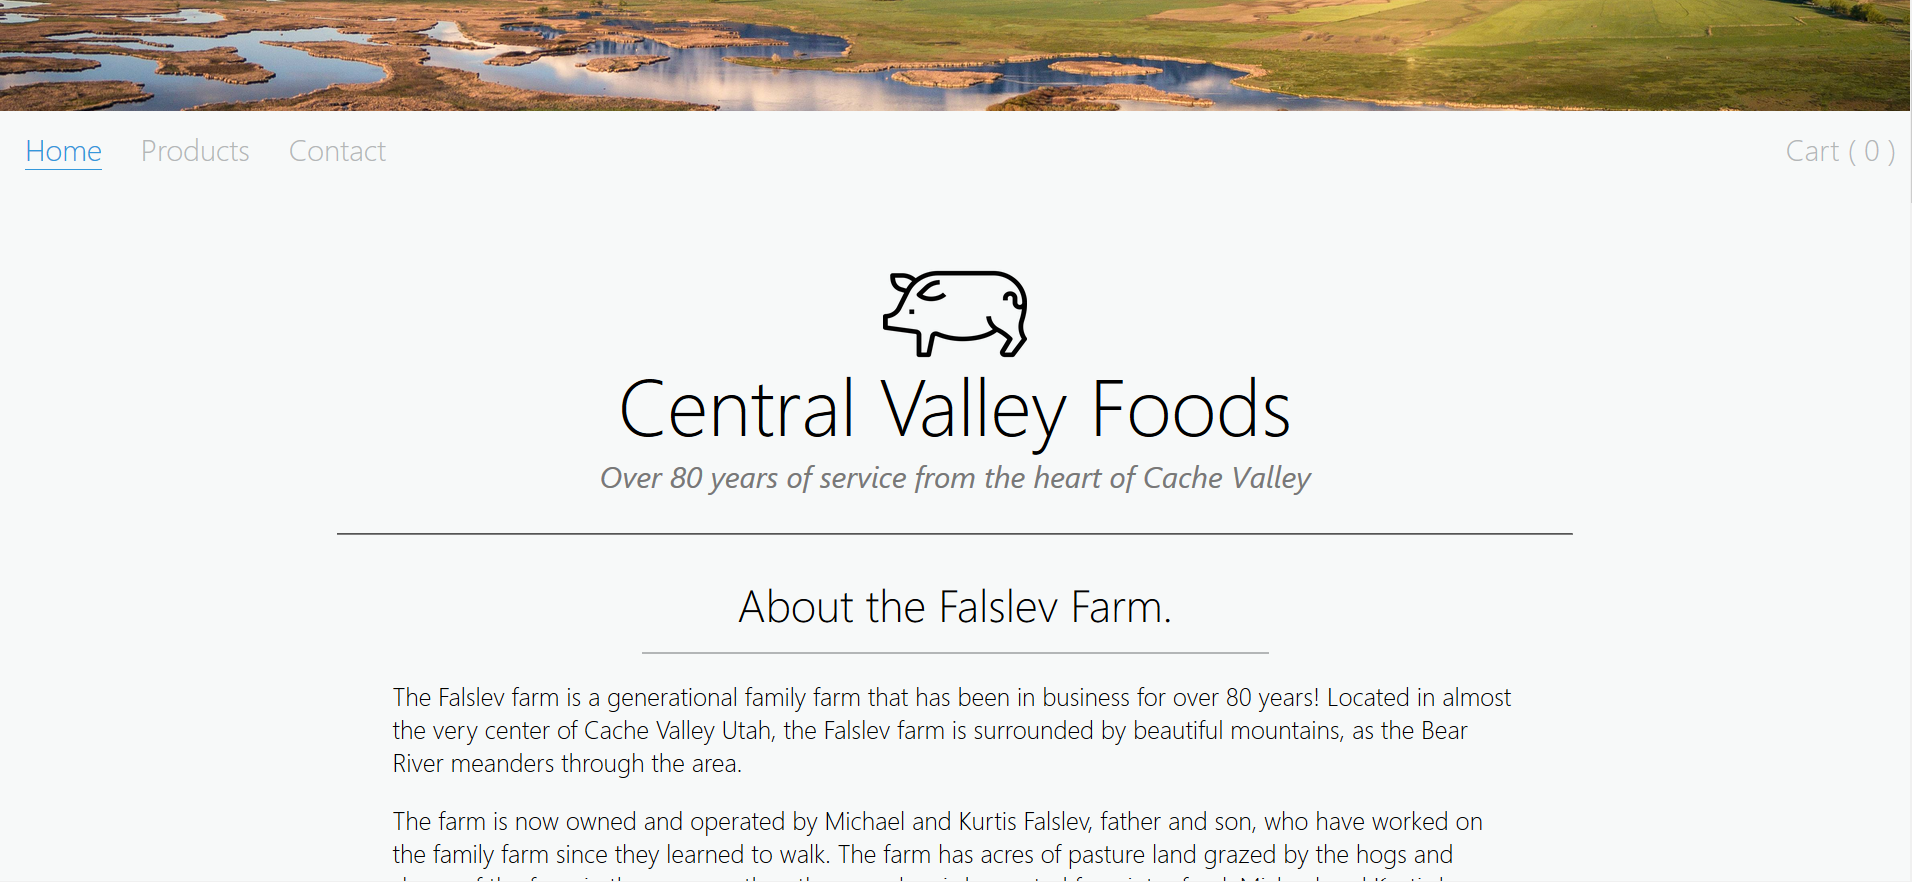 Home Products Contact Cart ( 0 )
Central Valley Foods
Over 80 years of service from the heart of Cache Valley
About the Falslev Farm.
The Falslev farm is a generational family farm that has been in business for over 80 years! Located in almost
the very center of Cache Valley Utah, the Falslev farm is surrounded by beautiful mountains, as the Bear
River meanders through the area.
The farm is now owned and operated by Michael and Kurtis Falslev, father and son, who have worked on
the family farm since they learned to walk. The farm has acres of pasture land grazed by the hogs and